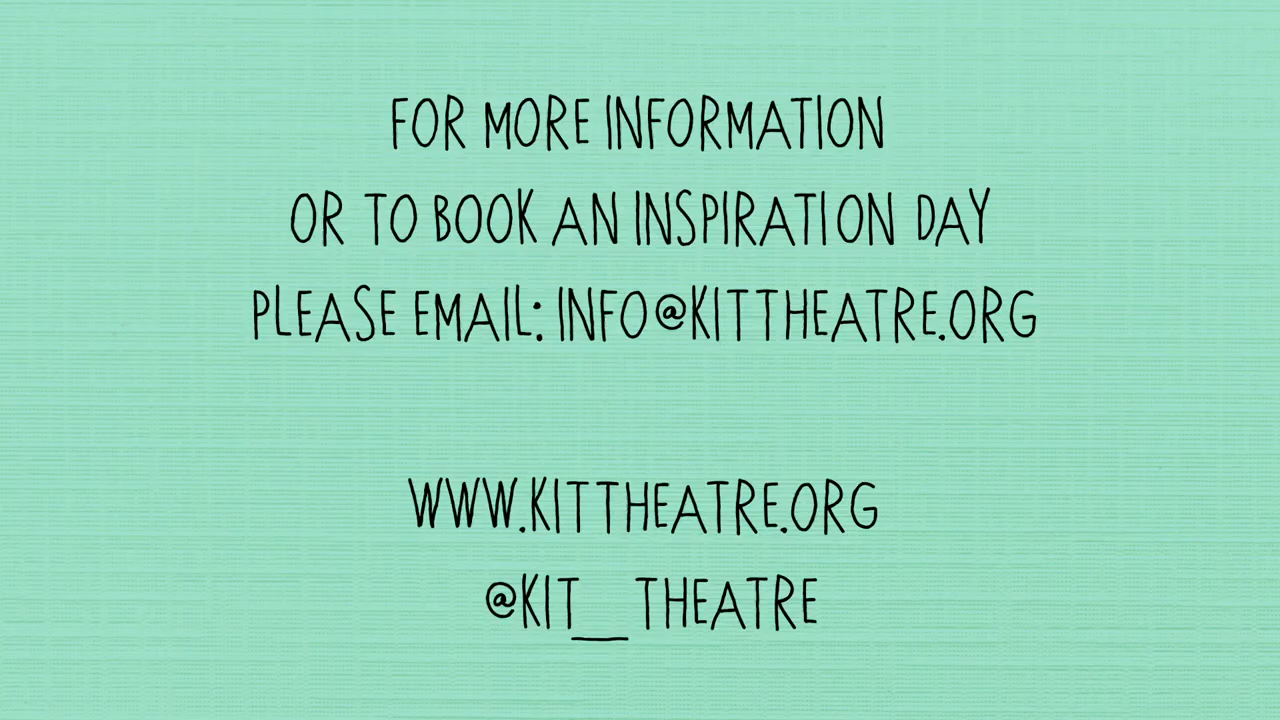 FOR MORE INFORMATION
OR TO BOOK AN INSPIRATION DAY
PLEASE EMAIL: INFO@KITTHEATRE.ORG
WWW.KITTHEATRE.ORG
@KIT_THEATRE